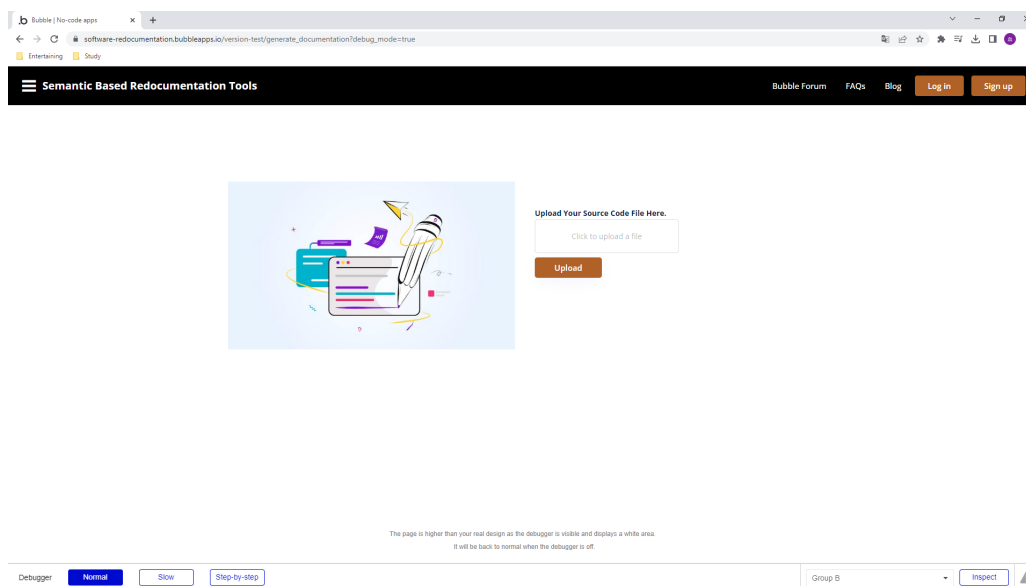 Bubble | No-code apps
software-redocumentation.bubbleapps.io/version-test/generate_documentation?debug_mode=true
Entertaining Study
Semantic Based Redocumentation Tools Bubble Forum FAQs Blog Log in Sign up
Upload Your Source Code File Here.
Click to upload a file
Upload
The page is higher than your real design as the debugger is visible and displays a white area.
It will be back to normal when the debugger is off.
Debugger Normal Slow Step-by-step Group B Inspect